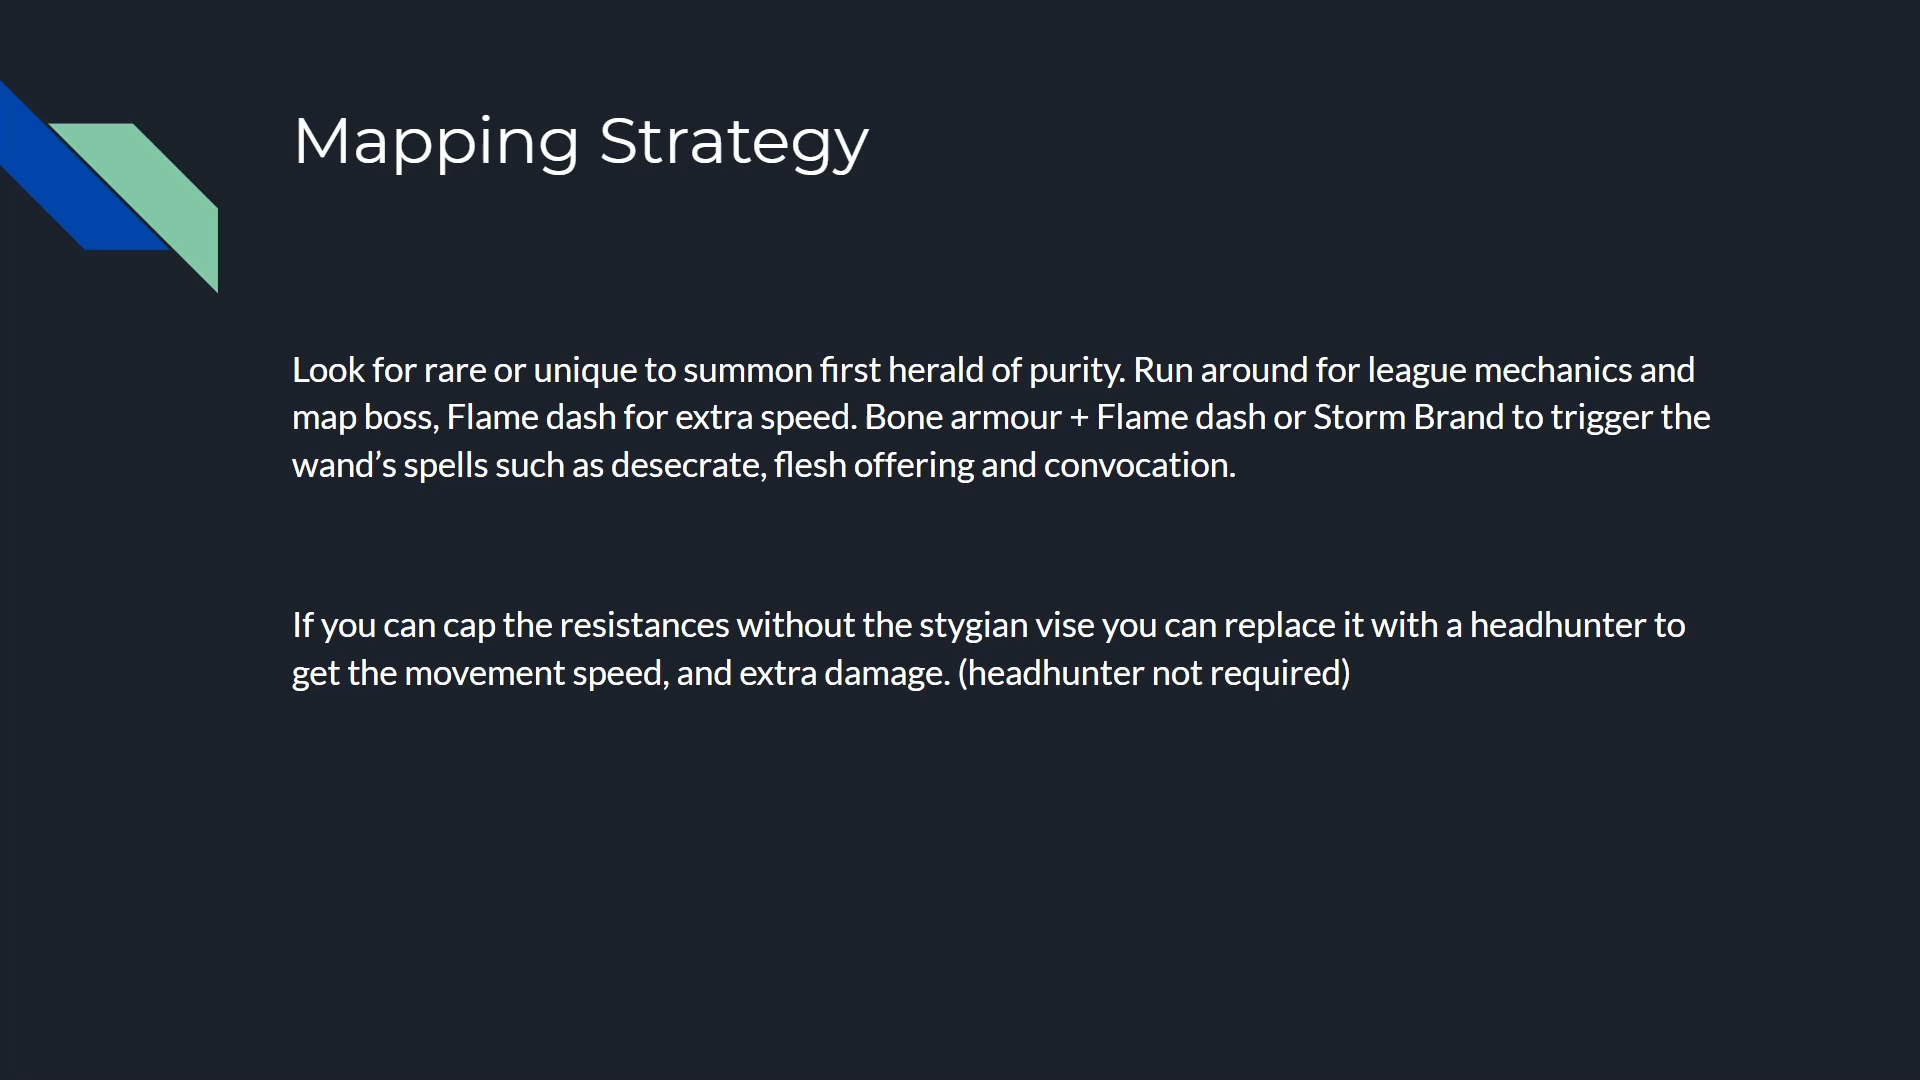 Mapping Strategy
Look for rare or unique to summon first herald of purity. Run around for league mechanics and
map boss, Flame dash for extra speed. Bone armour + Flame dash or Storm Brand to trigger the
wand’s spells such as desecrate, flesh offering and convocation.
If you can cap the resistances without the stygian vise you can replace it with a headhunter to
get the movement speed, and extra damage. (headhunter not required)